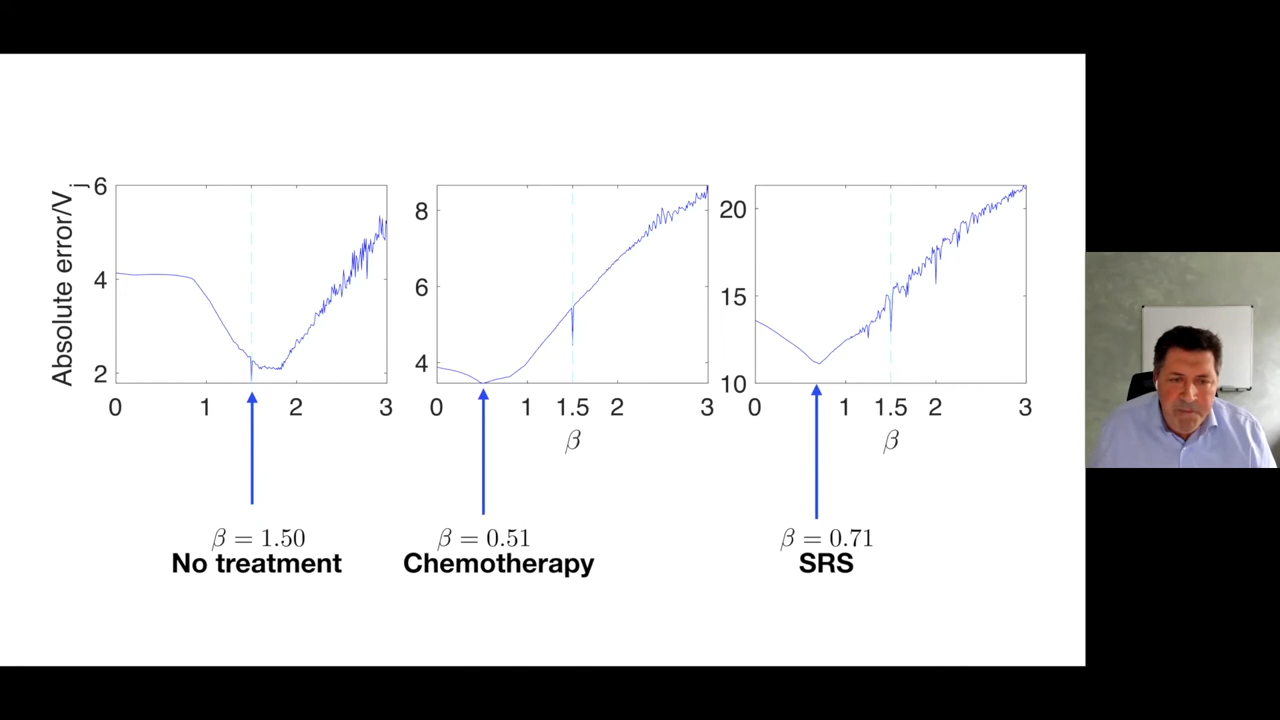 Absolute error/V_j
6
4
2
0 1 2 3
8
6
4
0 1 1.5 2 3
β
20
15
10
0 1 1.5 2 3
β
β = 1.50
No treatment
β = 0.51
Chemotherapy
β = 0.71
SRS